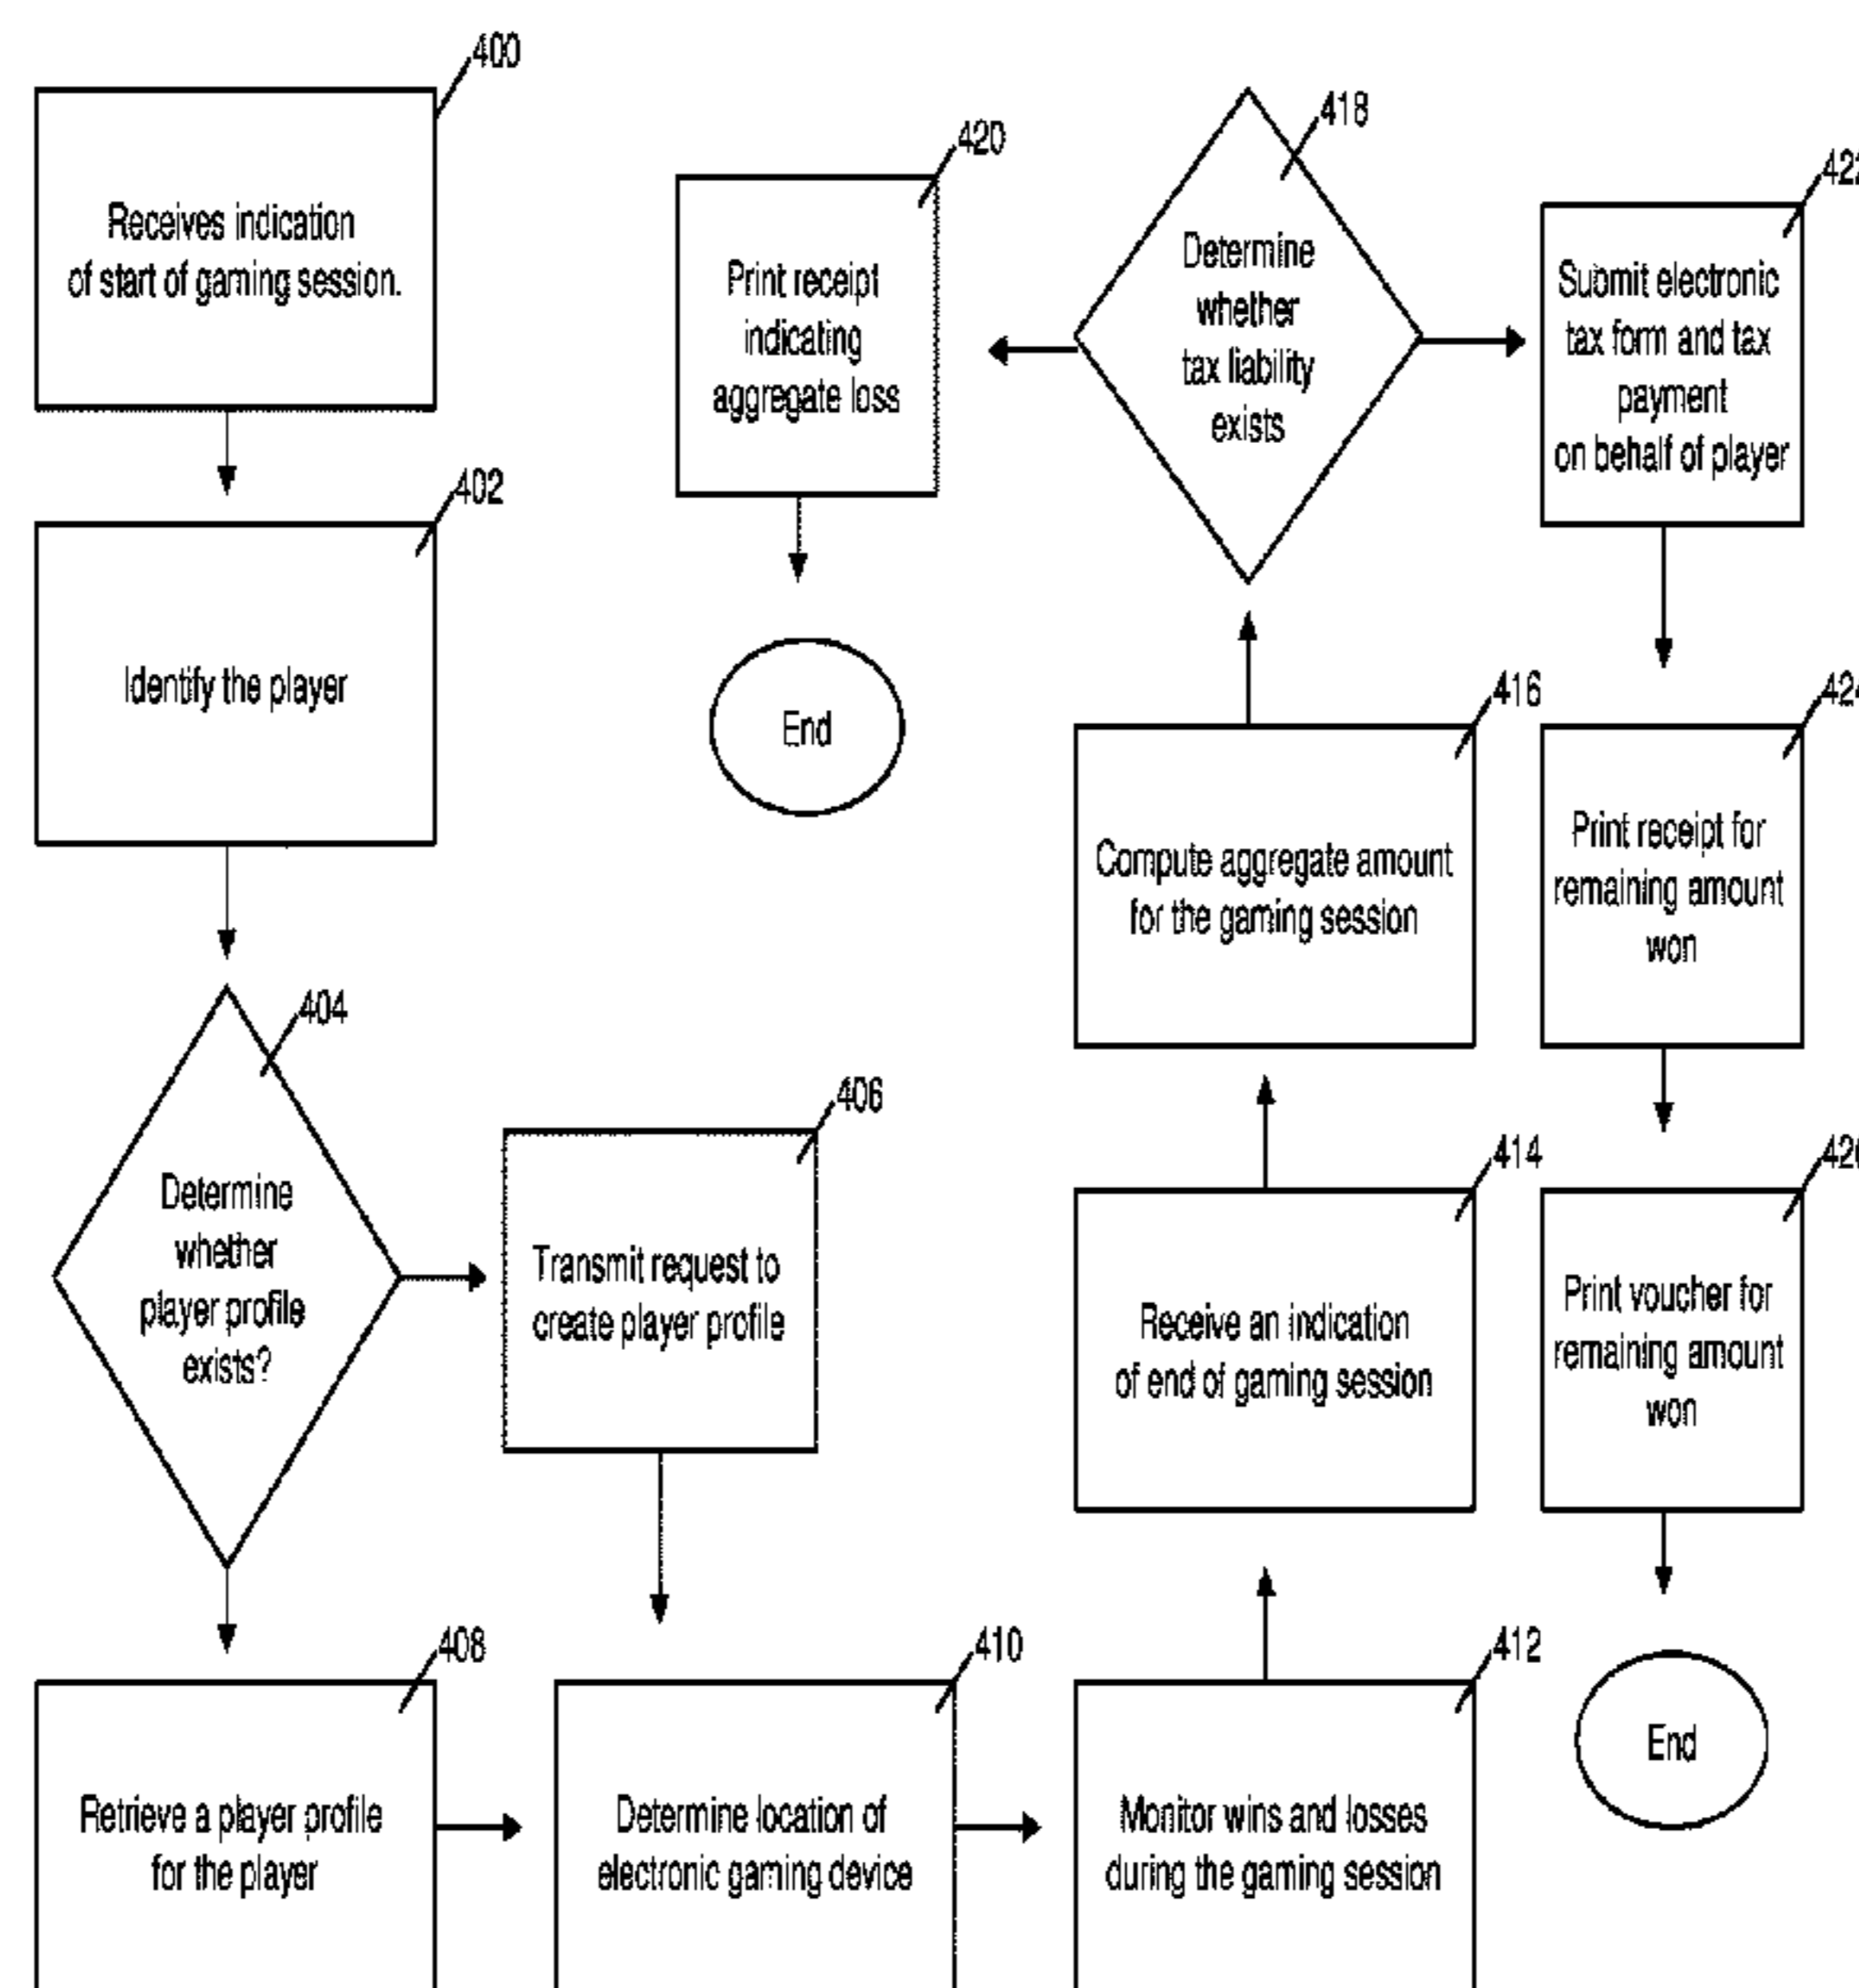 400
Receives indication
of start of gaming session.
402
Identify the player
404
Determine
whether
player profile
exists?
406
Transmit request to
create player profile
408
Retrieve a player profile
for the player
410
Determine location of
electronic gaming device
412
Monitor wins and losses
during the gaming session
414
Receive an indication
of end of gaming session
416
Compute aggregate amount
for the gaming session
418
Determine
whether
tax liability
exists
420
Print receipt
indicating
aggregate loss
End
422
Submit electronic
tax form and tax
payment
on behalf of player
424
Print receipt for
remaining amount
won
426
Print voucher for
remaining amount
won
End